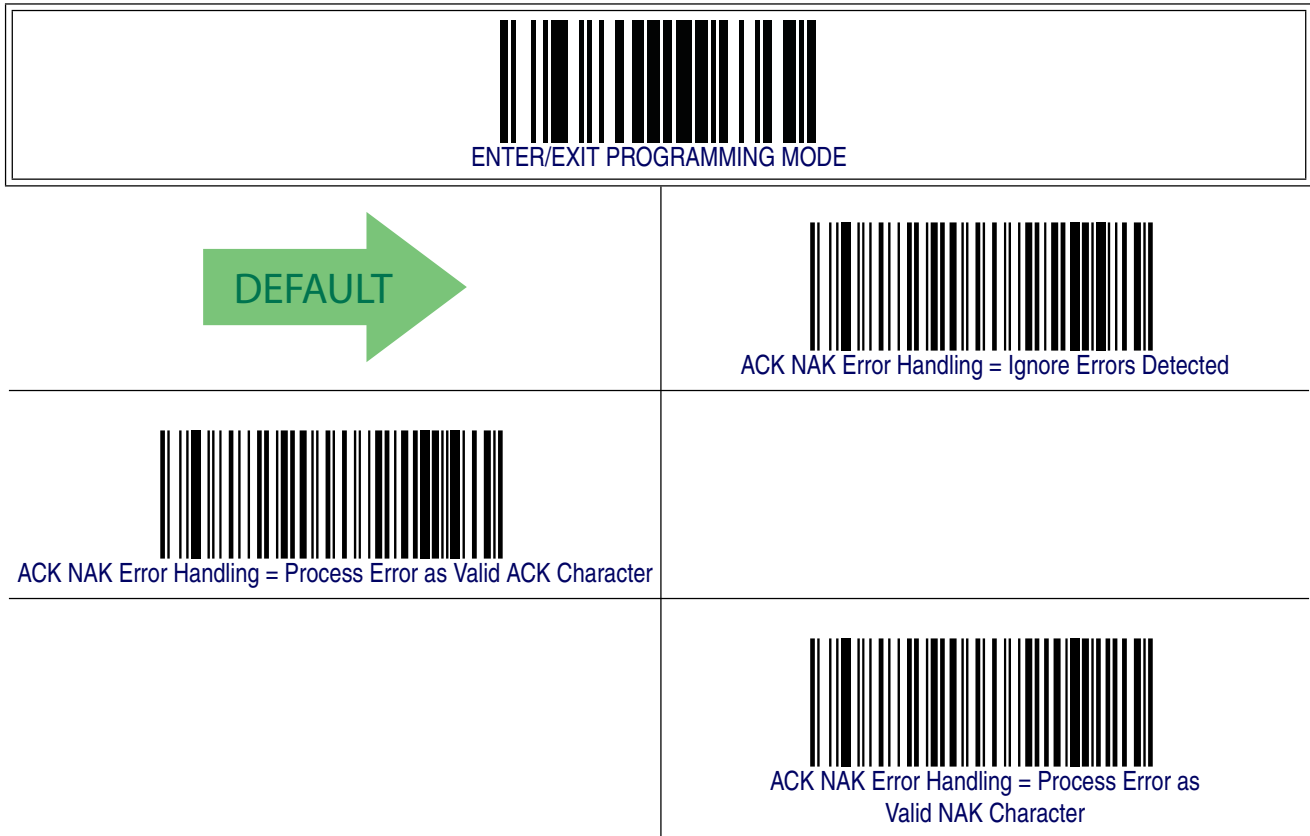 ENTER/EXIT PROGRAMMING MODE
DEFAULT
ACK NAK Error Handling = Ignore Errors Detected
ACK NAK Error Handling = Process Error as Valid ACK Character
ACK NAK Error Handling = Process Error as
Valid NAK Character